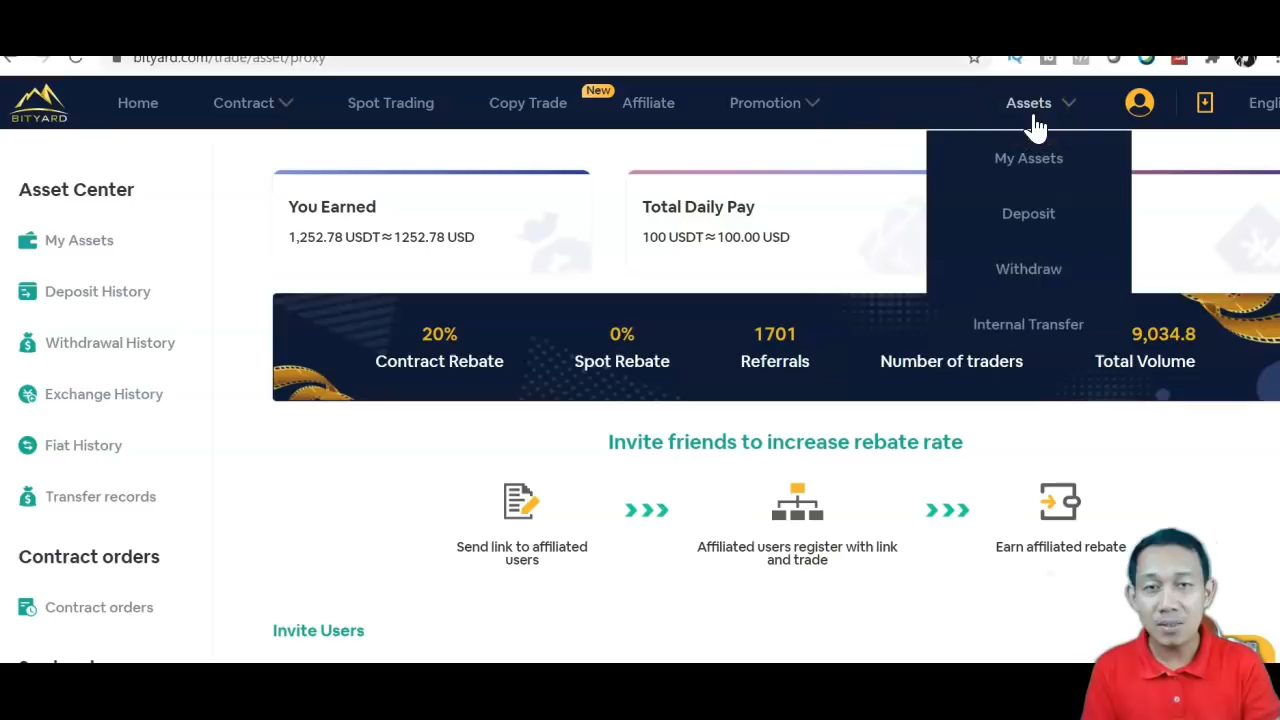 bityard.com/trade/asset/proxy
BITYARD
Home
Contract
Spot Trading
Copy Trade
New
Affiliate
Promotion
Assets
Engli
My Assets
Deposit
Withdraw
Internal Transfer
Asset Center
My Assets
Deposit History
Withdrawal History
Exchange History
Fiat History
Transfer records
Contract orders
Contract orders
You Earned
1,252.78 USDT≈1252.78 USD
Total Daily Pay
100 USDT≈100.00 USD
20%
Contract Rebate
0%
Spot Rebate
1701
Referrals
Number of traders
9,034.8
Total Volume
Invite friends to increase rebate rate
Send link to affiliated
users
Affiliated users register with link
and trade
Earn affiliated rebate
Invite Users